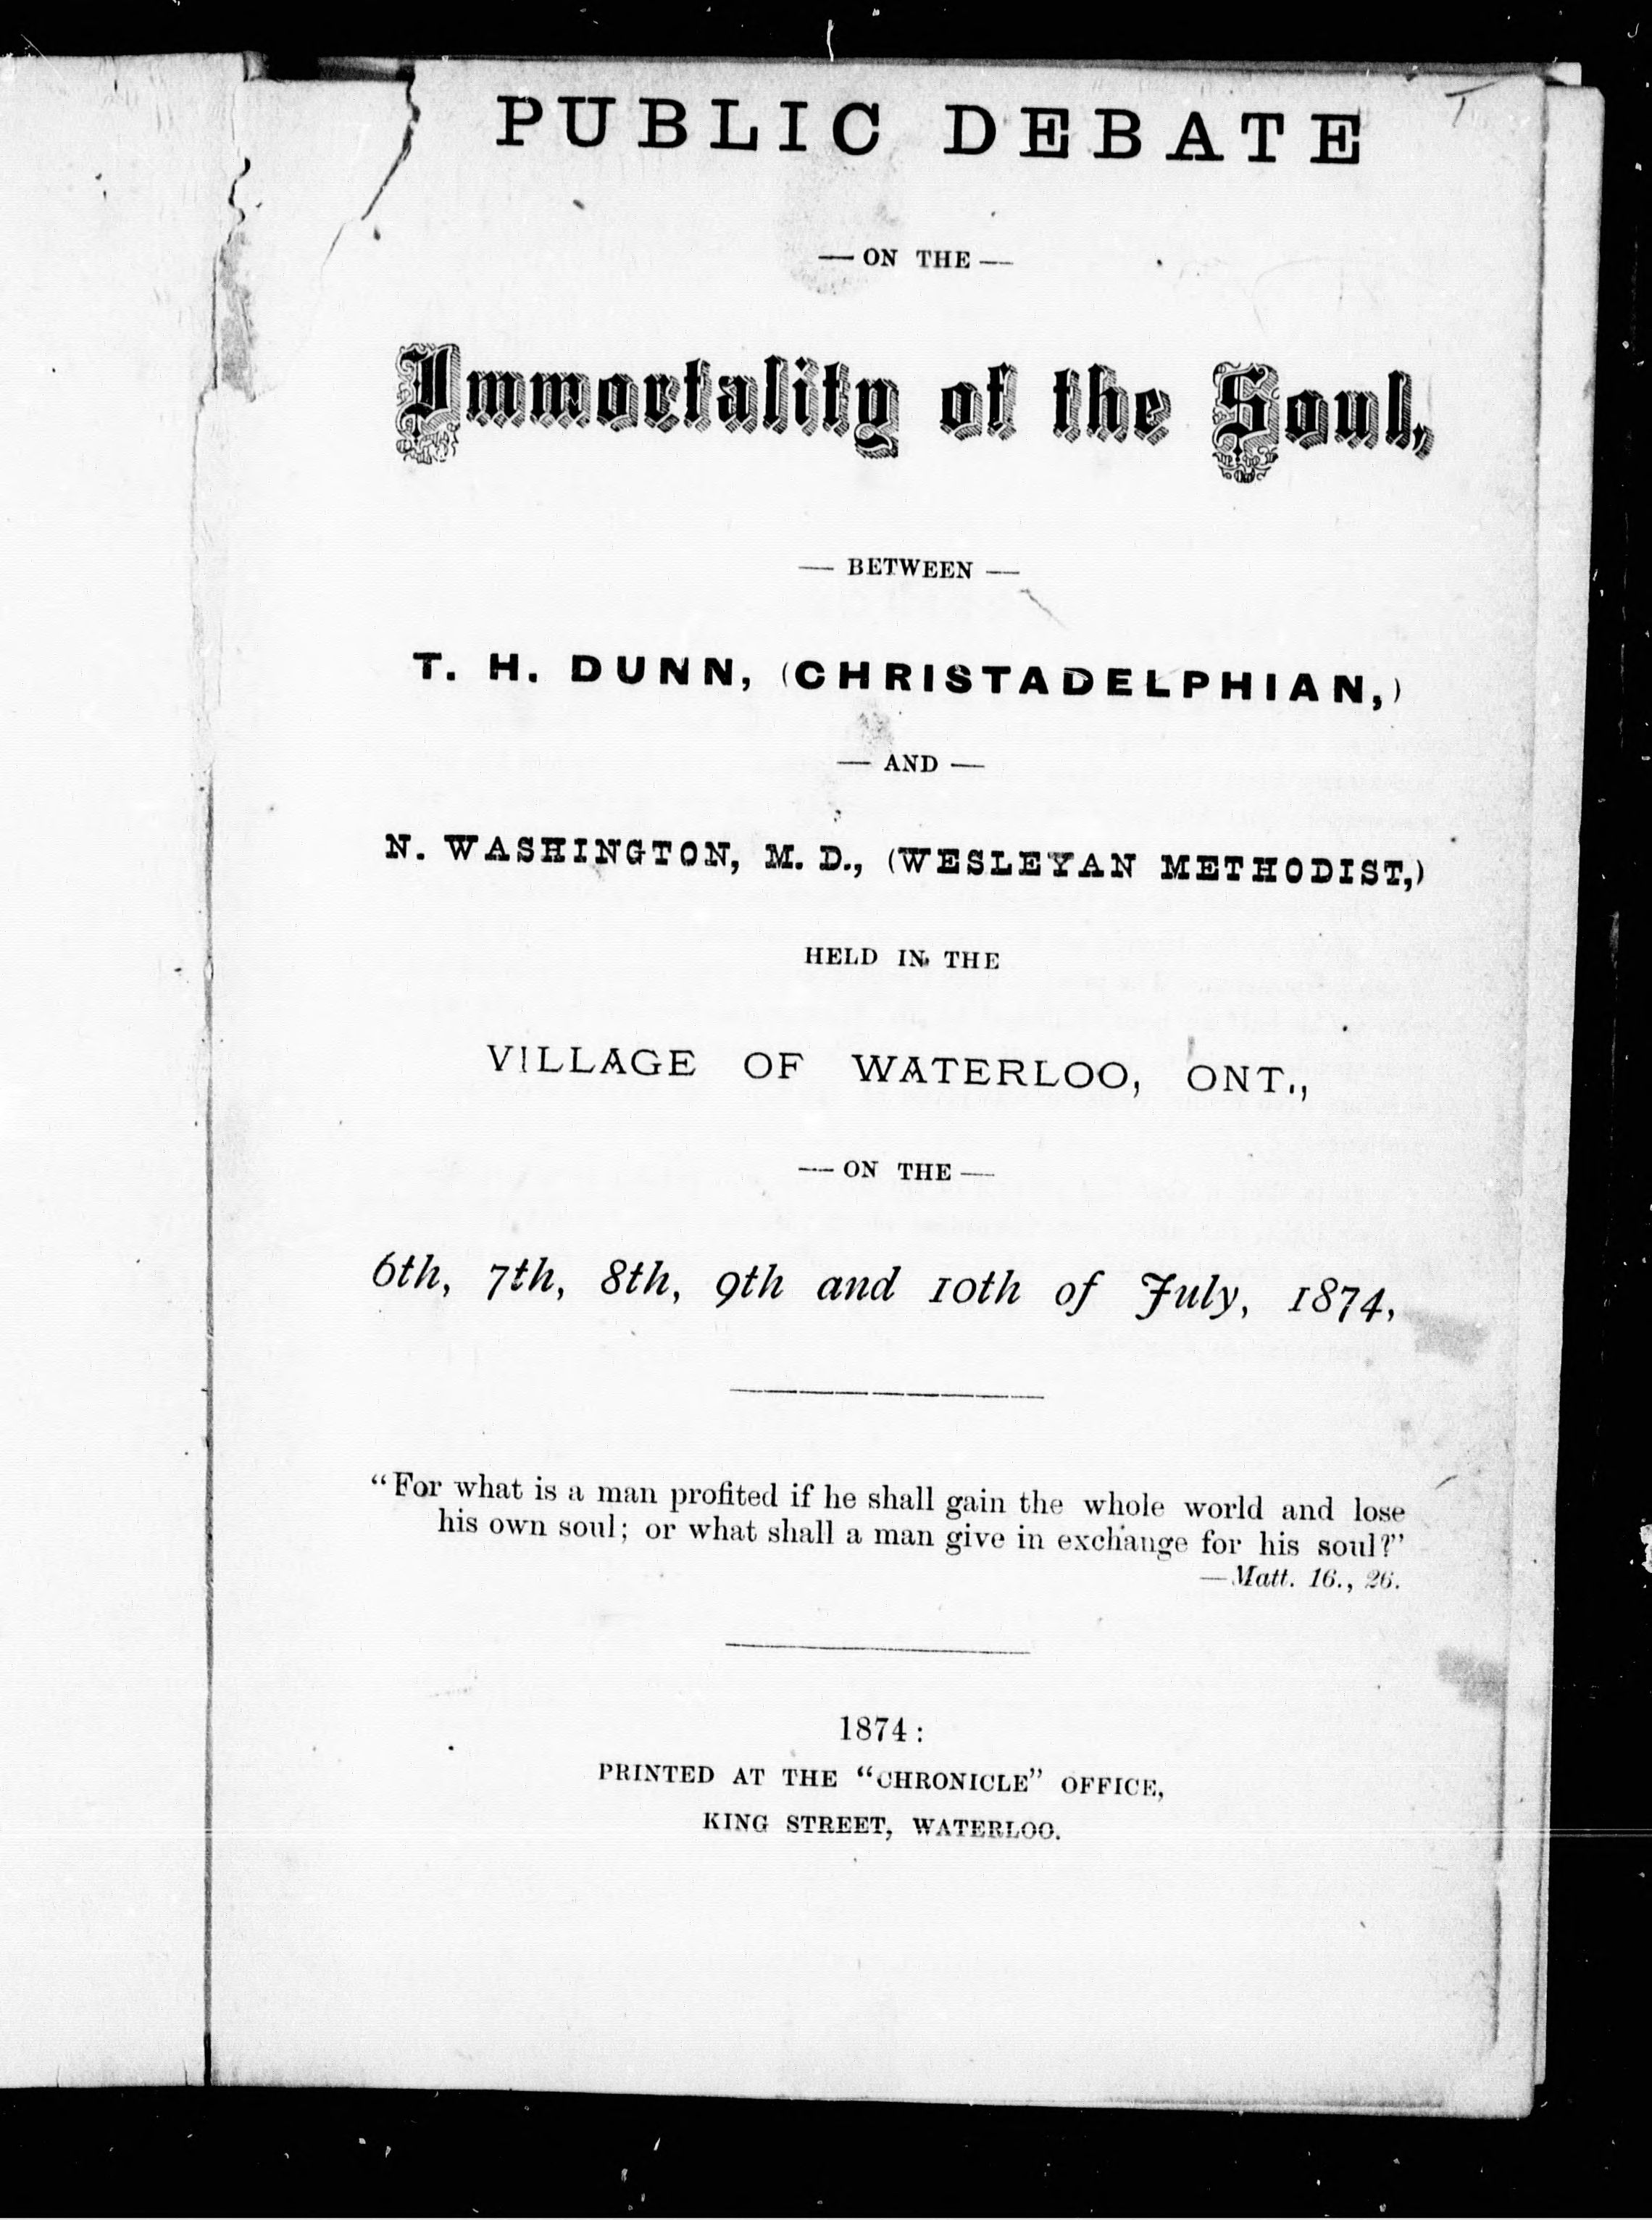 PUBLIC DEBATE
— ON THE —
Immortality of the Soul,
— BETWEEN —
T. H. DUNN, (CHRISTADELPHIAN,)
— AND —
N. WASHINGTON, M. D., (WESLEYAN METHODIST,)
HELD IN THE
VILLAGE OF WATERLOO, ONT.,
— ON THE —
6th, 7th, 8th, 9th and 10th of July, 1874,
“For what is a man profited if he shall gain the whole world and lose
his own soul; or what shall a man give in exchange for his soul?”
—Matt. 16., 26.
1874:
PRINTED AT THE “CHRONICLE” OFFICE,
KING STREET, WATERLOO.